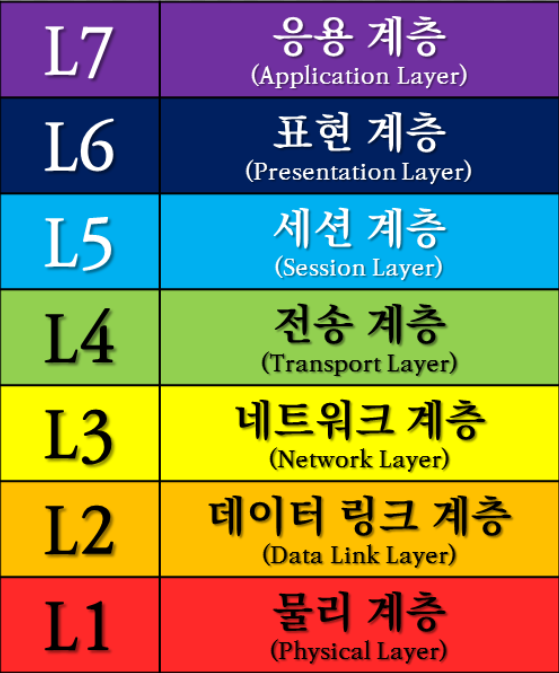 L7
응용 계층
(Application Layer)
L6
표현 계층
(Presentation Layer)
L5
세션 계층
(Session Layer)
L4
전송 계층
(Transport Layer)
L3
네트워크 계층
(Network Layer)
L2
데이터 링크 계층
(Data Link Layer)
L1
물리 계층
(Physical Layer)